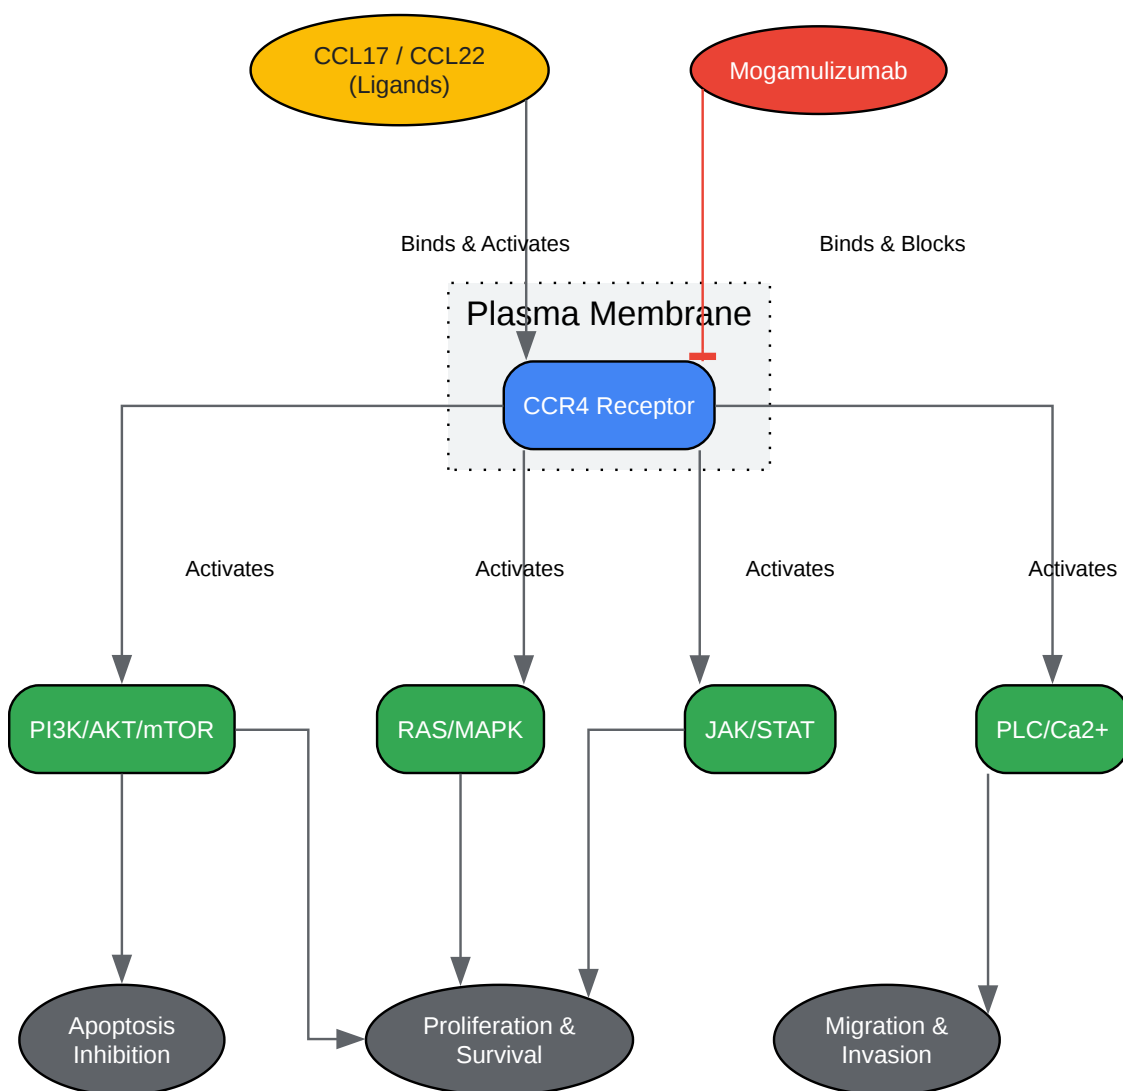 CCL17 / CCL22
(Ligands)
Mogamulizumab
Binds & Activates
Binds & Blocks
Plasma Membrane
CCR4 Receptor
Activates
Activates
Activates
Activates
PI3K/AKT/mTOR
RAS/MAPK
JAK/STAT
PLC/Ca2+
Apoptosis
Inhibition
Proliferation &
Survival
Migration &
Invasion